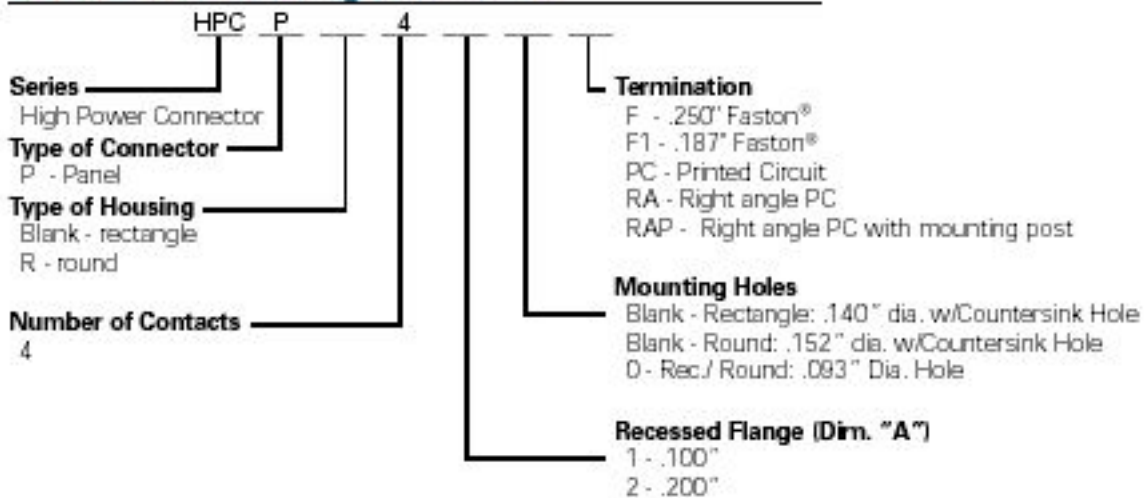 HPC P 4
Series
High Power Connector
Type of Connector
P - Panel
Type of Housing
Blank - rectangle
R - round
Number of Contacts
4
Termination
F - .250" Faston®
F1 - .187" Faston®
PC - Printed Circuit
RA - Right angle PC
RAP - Right angle PC with mounting post
Mounting Holes
Blank - Rectangle: .140" dia. w/Countersink Hole
Blank - Round: .152" dia. w/Countersink Hole
0 - Rec./ Round: .093" Dia. Hole
Recessed Flange (Dim. "A")
1 - .100"
2 - .200"